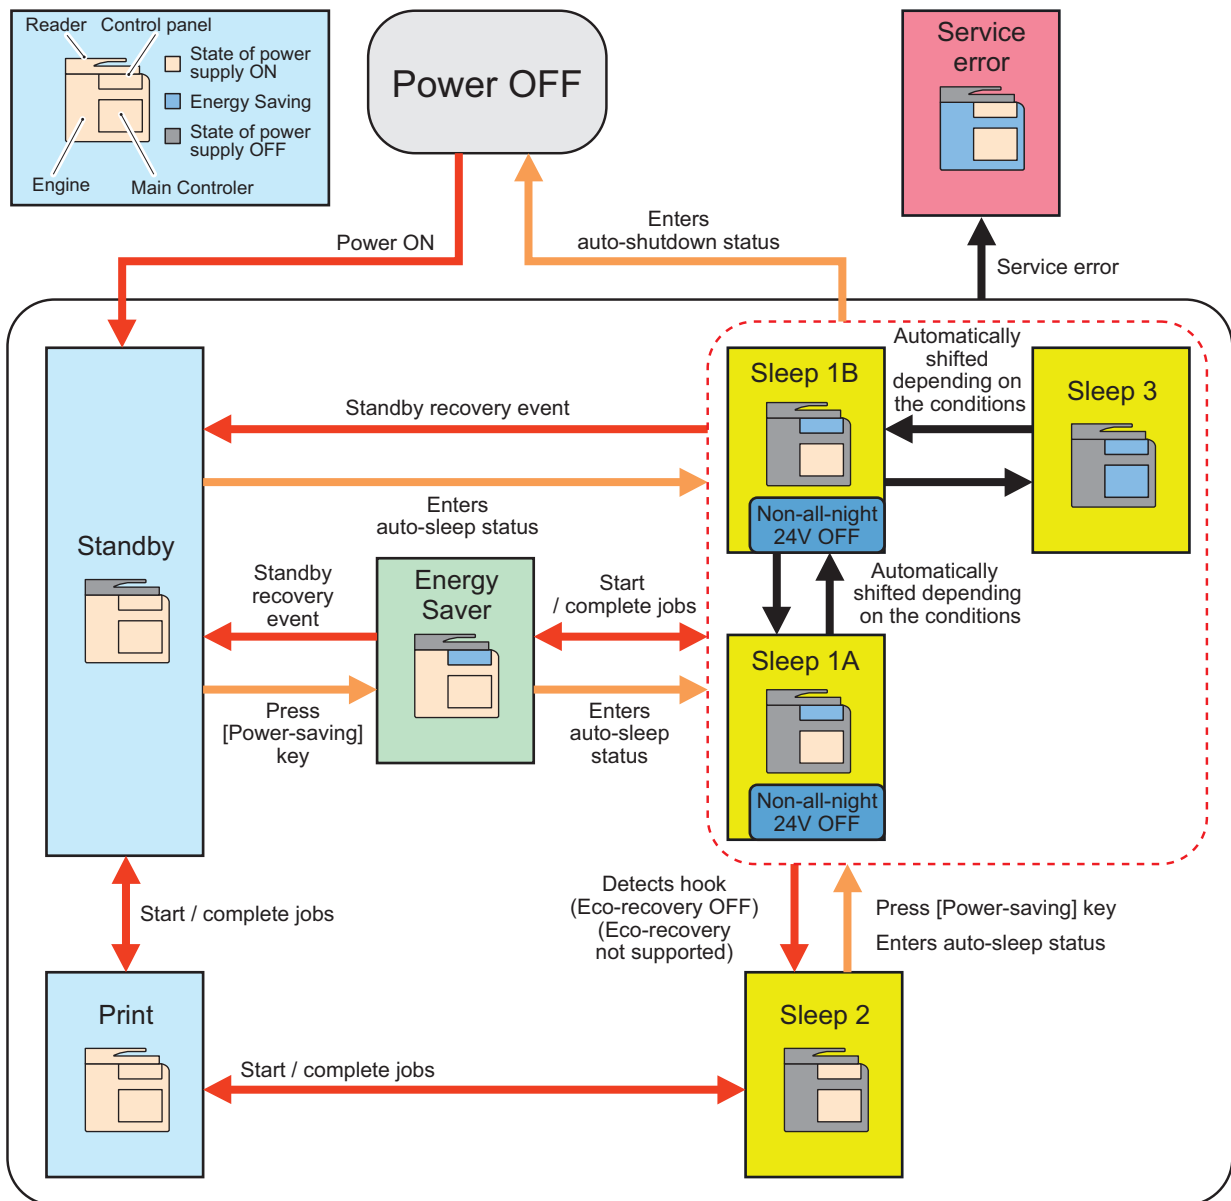 Reader
Control panel
State of power
supply ON
Energy Saving
State of power
supply OFF
Engine
Main Controler
Power OFF
Service
error
Power ON
Enters
auto-shutdown status
Service error
Standby
Standby recovery event
Enters
auto-sleep status
Sleep 1B
Non-all-night
24V OFF
Automatically
shifted
depending on
the conditions
Sleep 3
Standby
recovery
event
Energy
Saver
Start
/ complete jobs
Automatically
shifted depending
on the conditions
Press
[Power-saving]
key
Enters
auto-sleep
status
Sleep 1A
Non-all-night
24V OFF
Start / complete jobs
Detects hook
(Eco-recovery OFF)
(Eco-recovery
not supported)
Press [Power-saving] key
Enters auto-sleep status
Print
Start / complete jobs
Sleep 2